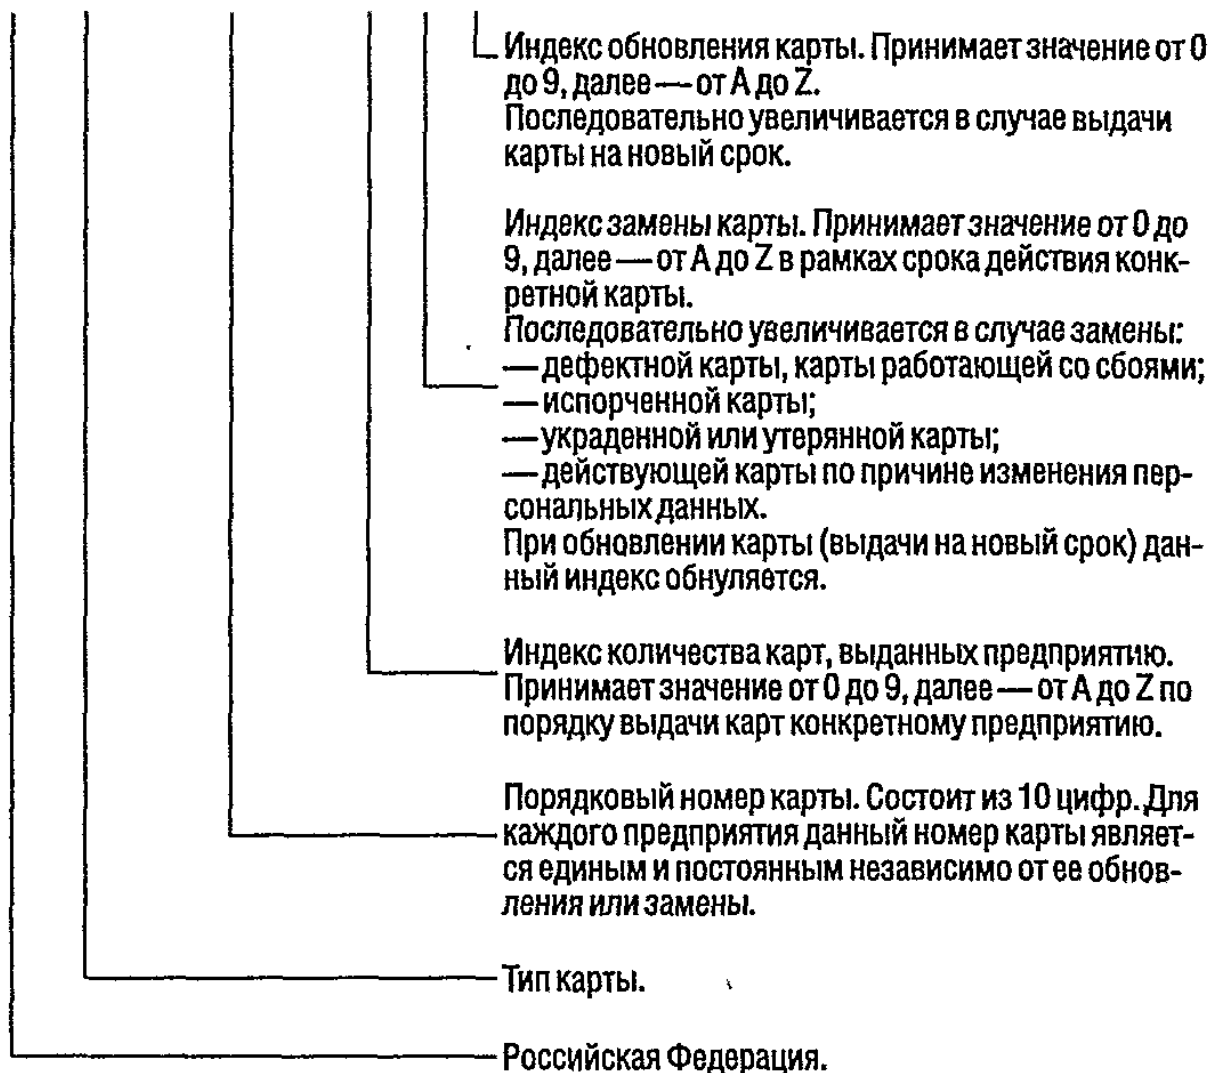 Индекс обновления карты. Принимает значение от 0
до 9, далее — от A до Z.
Последовательно увеличивается в случае выдачи
карты на новый срок.
Индекс замены карты. Принимает значение от 0 до
9, далее — от A до Z в рамках срока действия конк-
ретной карты.
Последовательно увеличивается в случае замены:
— дефектной карты, карты работающей со сбоями;
— испорченной карты;
— украденной или утерянной карты;
— действующей карты по причине изменения пер-
сональных данных.
При обновлении карты (выдачи на новый срок) дан-
ный индекс обнуляется.
Индекс количества карт, выданных предприятию.
Принимает значение от 0 до 9, далее — от A до Z по
порядку выдачи карт конкретному предприятию.
Порядковый номер карты. Состоит из 10 цифр. Для
каждого предприятия данный номер карты являет-
ся единым и постоянным независимо от ее обнов-
ления или замены.
Тип карты.
Российская Федерация.